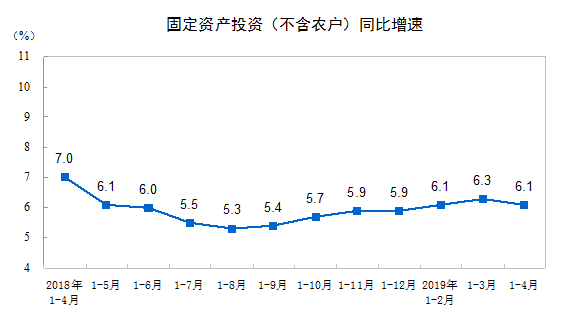 固定资产投资（不含农户）同比增速
（%）
11
10
9
8
7
6
5
4
7.0
6.1
6.0
5.5
5.3
5.4
5.7
5.9
5.9
6.1
6.3
6.1
2018年
1-4月
1-5月
1-6月
1-7月
1-8月
1-9月
1-10月
1-11月
1-12月
2019年
1-2月
1-3月
1-4月